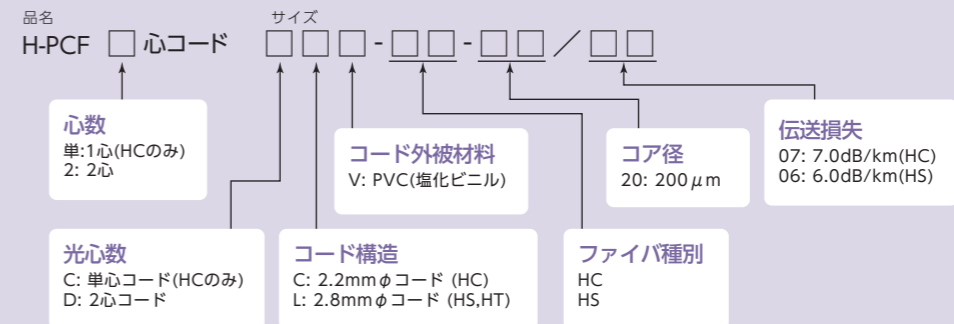 品名
サイズ
H-PCF □心コード □□□-□□-□□/□□
心数
単:1心(HCのみ)
2: 2心
コード外被材料
V: PVC(塩化ビニル)
コア径
20: 200μm
伝送損失
07: 7.0dB/km(HC)
06: 6.0dB/km(HS)
光心数
C: 単心コード(HCのみ)
D: 2心コード
コード構造
C: 2.2mmφコード (HC)
L: 2.8mmφコード (HS,HT)
ファイバ種別
HC
HS